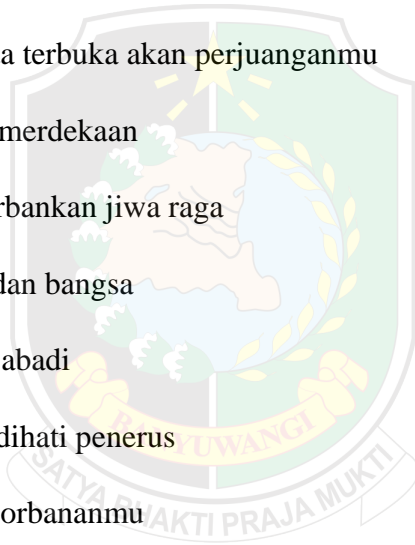 a terbuka akan perjuanganmu
merdekaan
rbankan jiwa raga
dan bangsa
abadi
dihati penerus
orbananmu
BANYUWANGI
SATYA BHAKTI PRAJA MUKTI